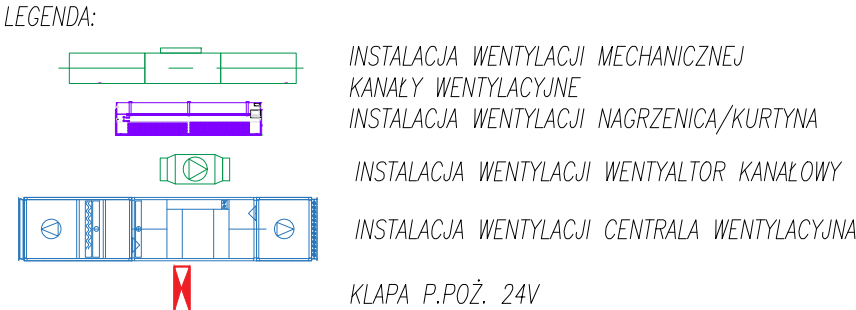 LEGENDA:
INSTALACJA WENTYLACJI MECHANICZNEJ
KANAŁY WENTYLACYJNE
INSTALACJA WENTYLACJI NAGRZENICA/KURTYNA
INSTALACJA WENTYLACJI WENTYALTOR KANAŁOWY
INSTALACJA WENTYLACJI CENTRALA WENTYLACYJNA
KLAPA P.POŻ. 24V